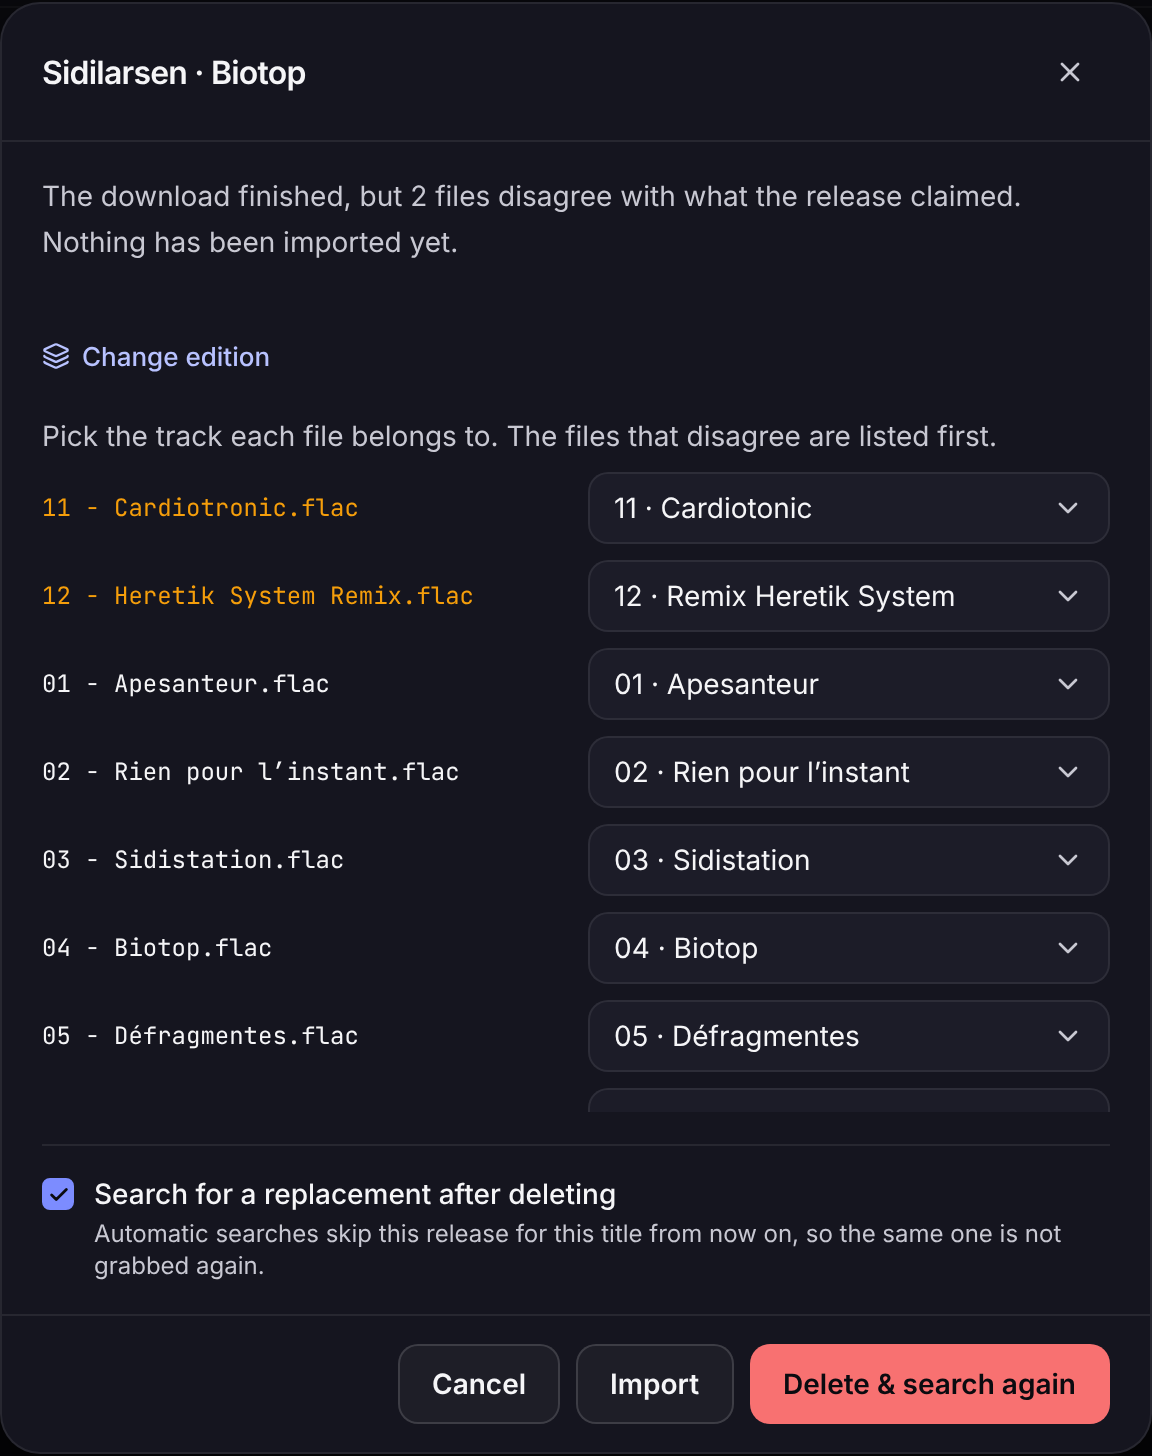 Sidilarsen · Biotop
The download finished, but 2 files disagree with what the release claimed.
Nothing has been imported yet.
Change edition
Pick the track each file belongs to. The files that disagree are listed first.
11 - Cardiotronic.flac
11 · Cardiotonic
12 - Heretik System Remix.flac
12 · Remix Heretik System
01 - Apesanteur.flac
01 · Apesanteur
02 - Rien pour l’instant.flac
02 · Rien pour l’instant
03 - Sidistation.flac
03 · Sidistation
04 - Biotop.flac
04 · Biotop
05 - Défragmentes.flac
05 · Défragmentes
Search for a replacement after deleting
Automatic searches skip this release for this title from now on, so the same one is not
grabbed again.
Cancel
Import
Delete & search again